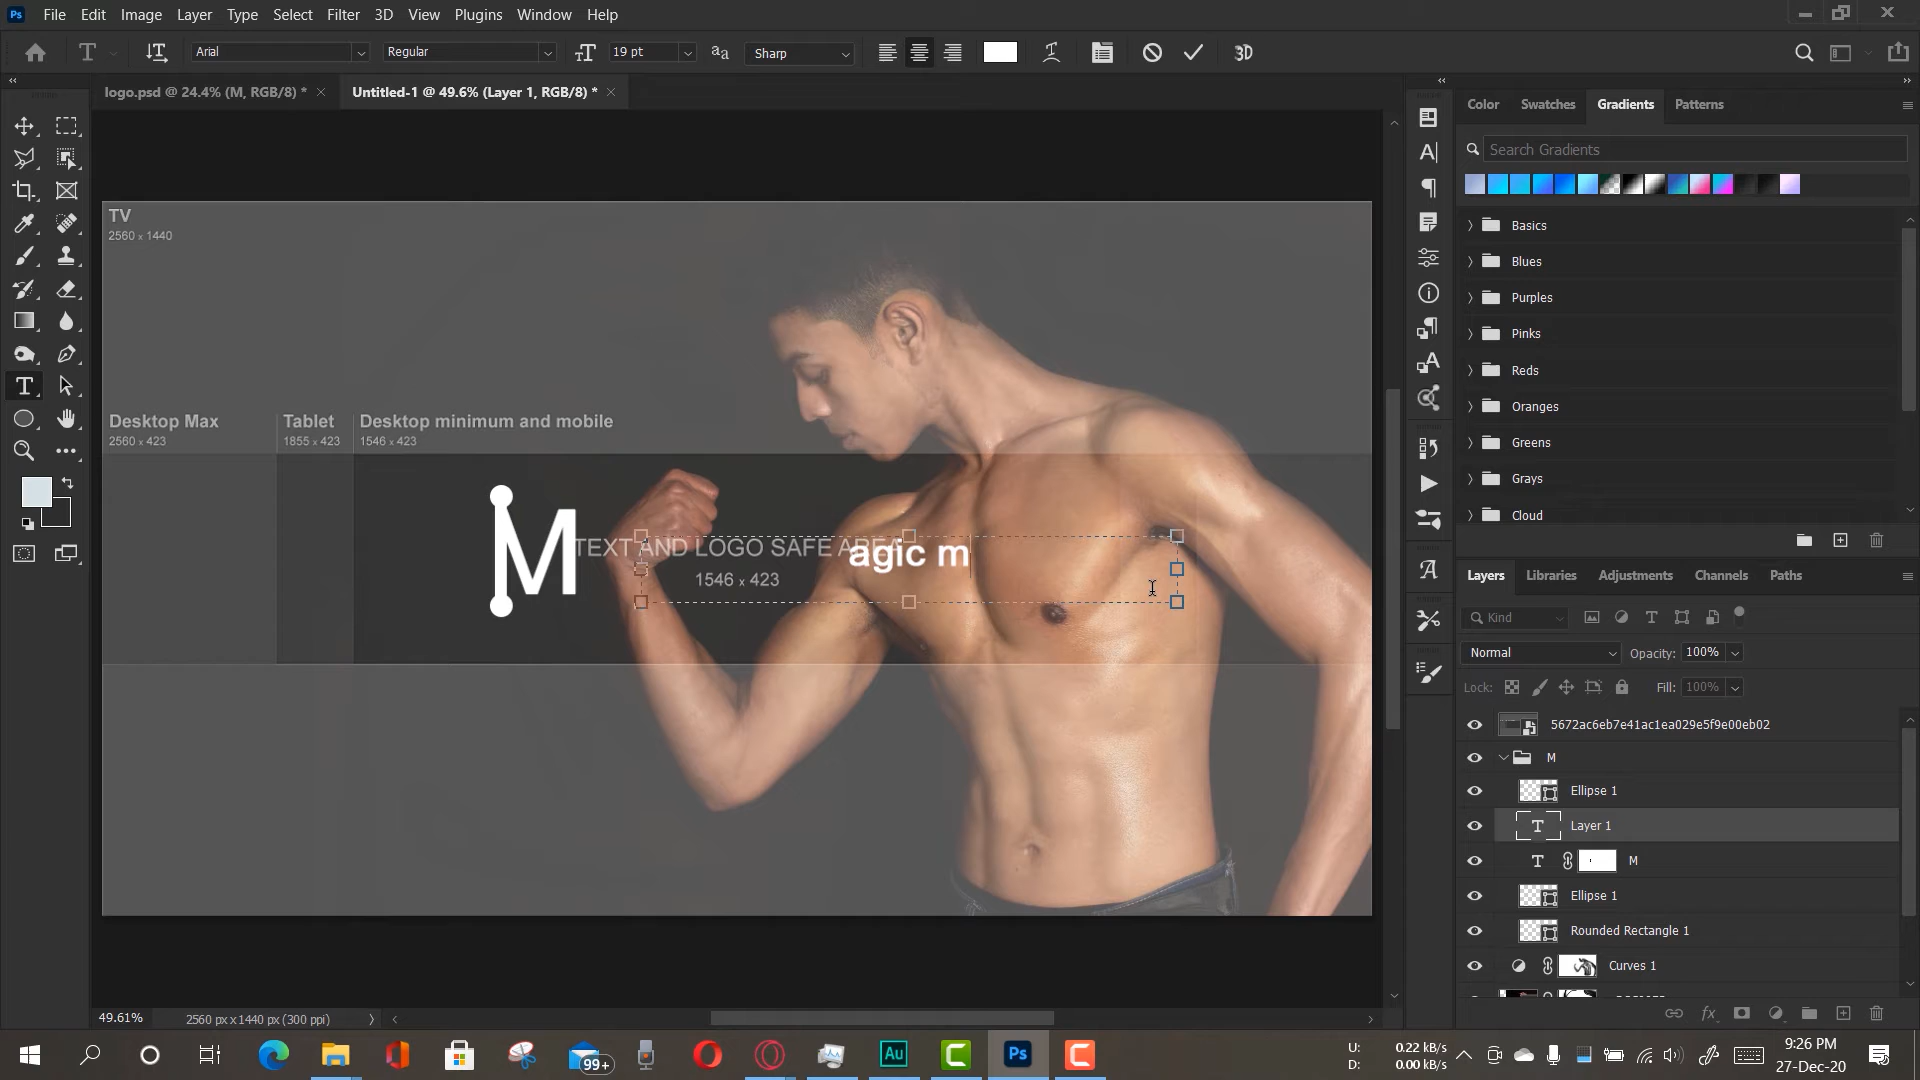 Ps File Edit Image Layer Type Select Filter 3D View Plugins Window Help
Arial Regular 19 pt Sharp 3D
logo.psd @ 24.4% (M, RGB/8) * × Untitled-1 @ 49.6% (Layer 1, RGB/8) * ×
Color Swatches Gradients Patterns
Search Gradients
Basics
Blues
Purples
Pinks
Reds
Oranges
Greens
Grays
Cloud
TV
2560 x 1440
Desktop Max Tablet Desktop minimum and mobile
2560 x 423 1855 x 423 1546 x 423
M
TEXT AND LOGO SAFE AREA
agic m
1546 x 423
Layers Libraries Adjustments Channels Paths
Kind
Normal Opacity: 100%
Lock: Fill: 100%
5672ac6eb7e41ac1ea029e5f9e00eb02
M
Ellipse 1
Layer 1
M
Ellipse 1
Rounded Rectangle 1
Curves 1
49.61% 2560 px x 1440 px (300 ppi)
99+ Au Ps
U: 0.22 kB/s
D: 0.00 kB/s
9:26 PM
27-Dec-20